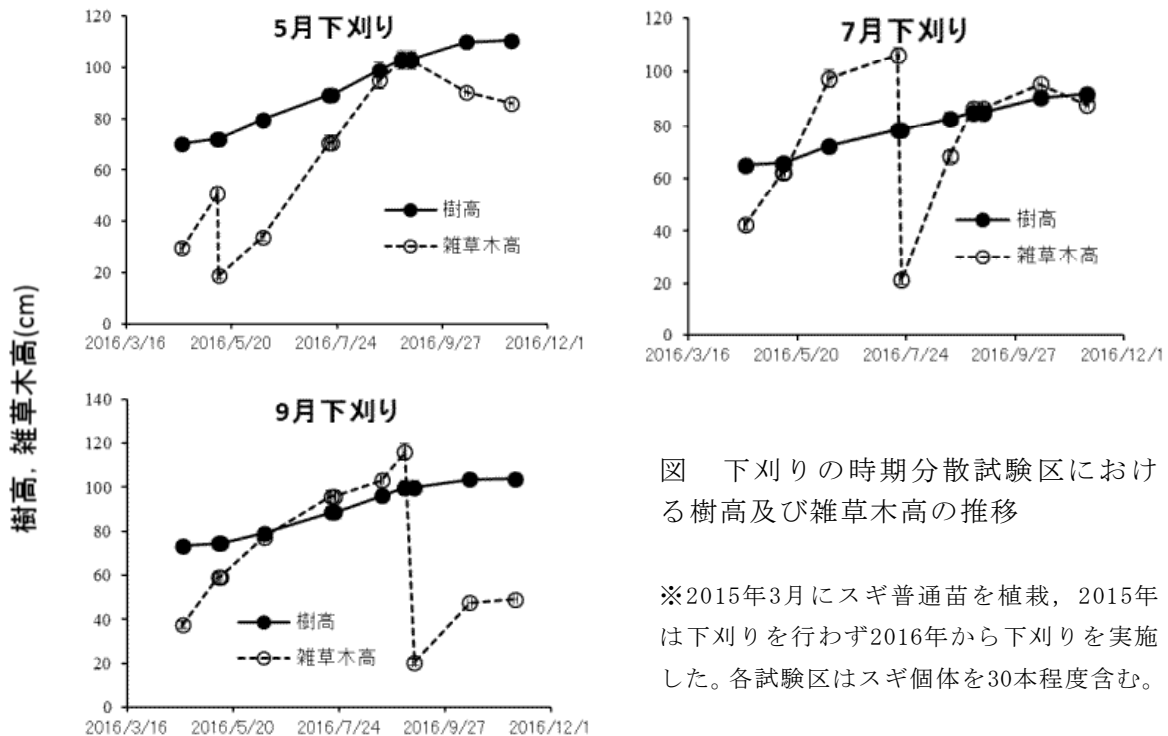 5月下刈り
120
100
80
60
40
20
0
樹高
雑草木高
2016/3/16 2016/5/20 2016/7/24 2016/9/27 2016/12/1
7月下刈り
120
100
80
60
40
20
0
樹高
雑草木高
2016/3/16 2016/5/20 2016/7/24 2016/9/27 2016/12/1
樹高, 雑草木高(cm)
9月下刈り
140
120
100
80
60
40
20
0
樹高
雑草木高
2016/3/16 2016/5/20 2016/7/24 2016/9/27 2016/12/1
図 下刈りの時期分散試験区におけ
る樹高及び雑草木高の推移
※2015年3月にスギ普通苗を植栽, 2015年
は下刈りを行わず2016年から下刈りを実施
した。各試験区はスギ個体を30本程度含む。